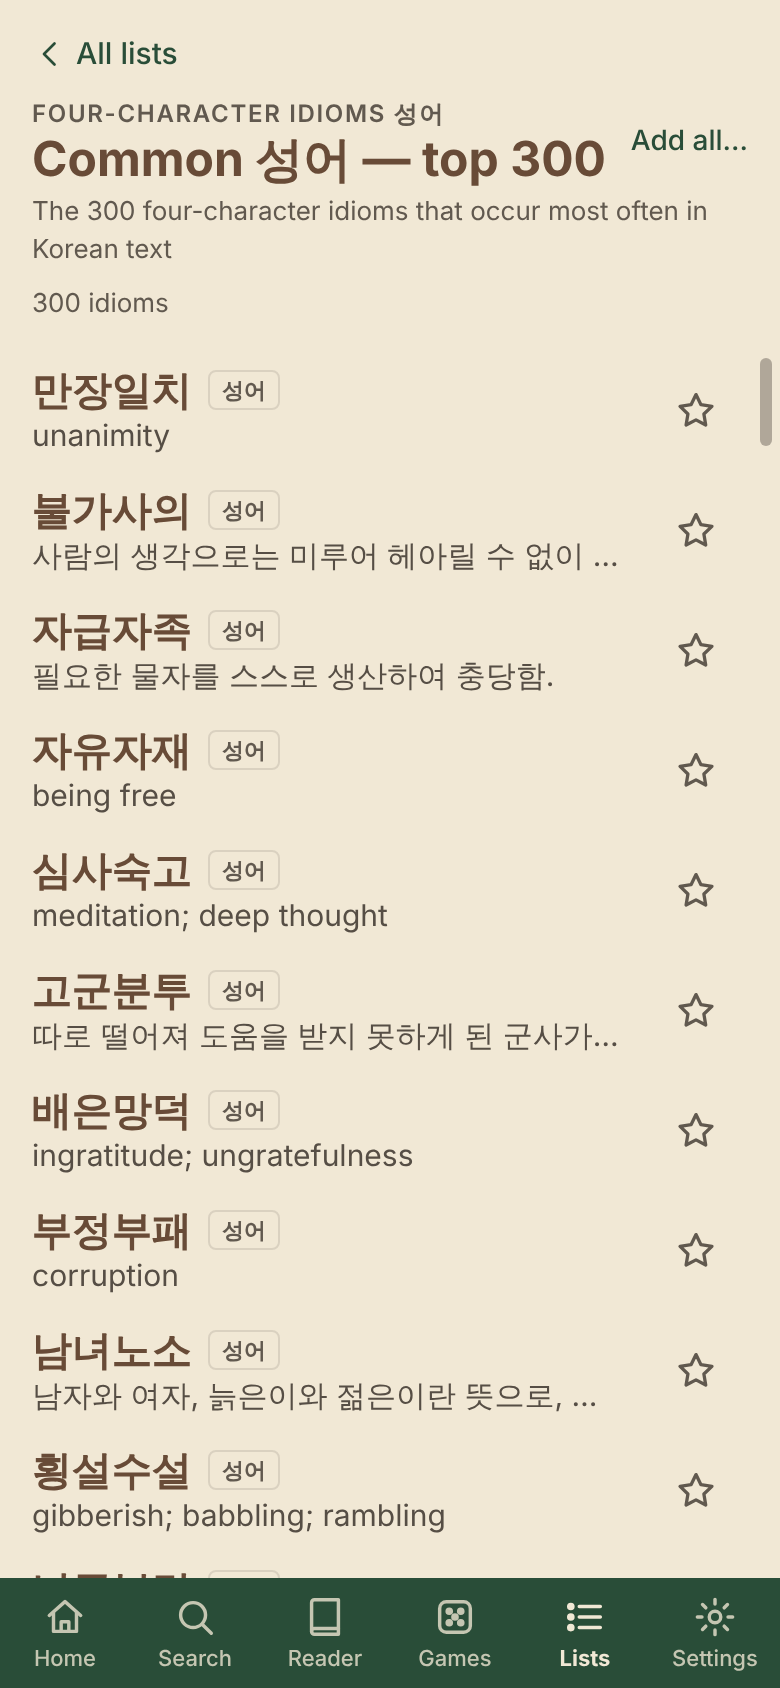 All lists
FOUR-CHARACTER IDIOMS 성어
Common 성어 — top 300
Add all...
The 300 four-character idioms that occur most often in
Korean text
300 idioms
만장일치 성어
unanimity
불가사의 성어
사람의 생각으로는 미루어 헤아릴 수 없이 ...
자급자족 성어
필요한 물자를 스스로 생산하여 충당함.
자유자재 성어
being free
심사숙고 성어
meditation; deep thought
고군분투 성어
따로 떨어져 도움을 받지 못하게 된 군사가...
배은망덕 성어
ingratitude; ungratefulness
부정부패 성어
corruption
남녀노소 성어
남자와 여자, 늙은이와 젊은이란 뜻으로, ...
횡설수설 성어
gibberish; babbling; rambling
Home
Search
Reader
Games
Lists
Settings